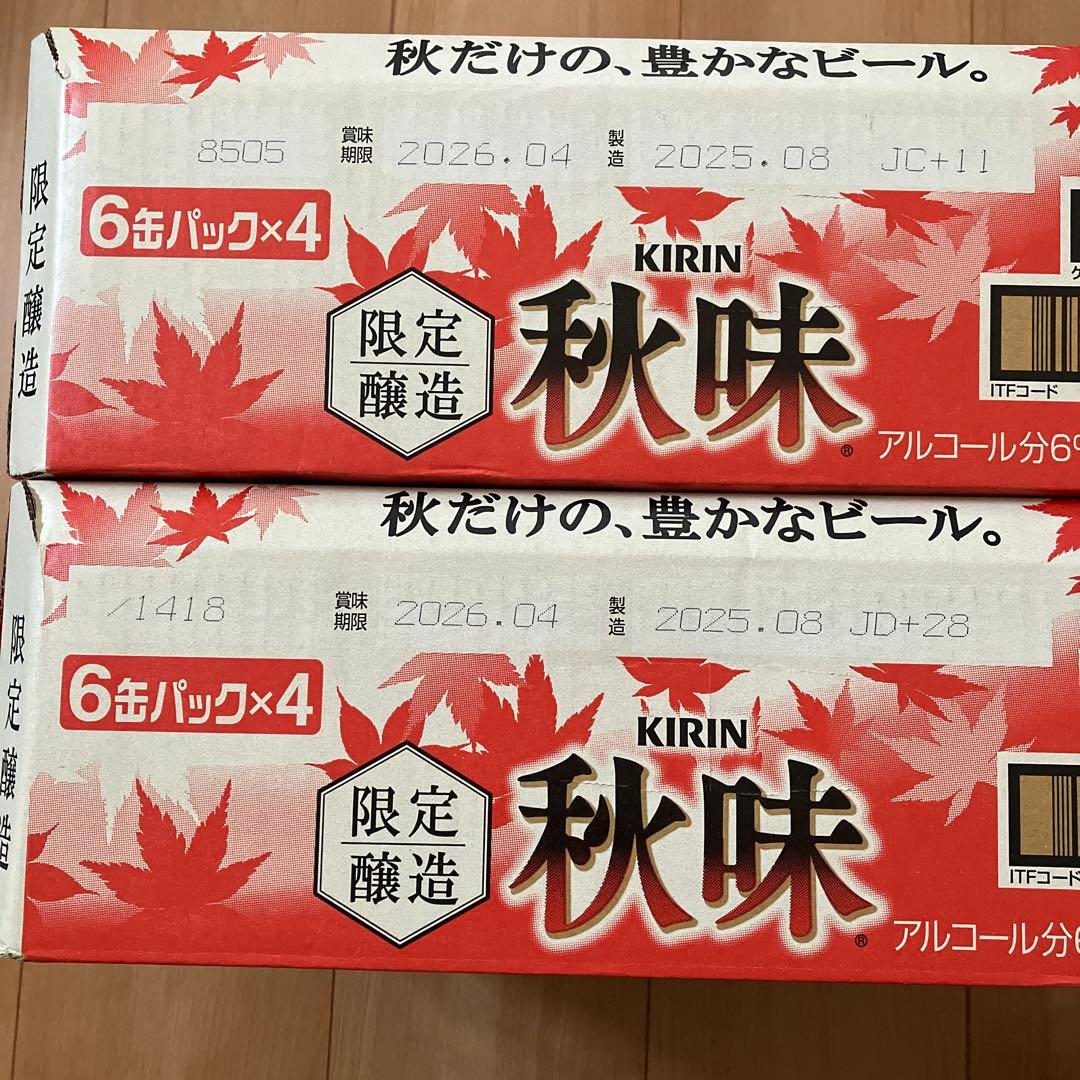 秋だけの、豊かなビール。
8505 賞味期限 2026.04 製造 2025.08 JC+11
限定醸造
6缶パック×4
KIRIN
限定醸造
秋味®
ITFコード
アルコール分6%
秋だけの、豊かなビール。
/1418 賞味期限 2026.04 製造 2025.08 JD+28
限定醸造
6缶パック×4
KIRIN
限定醸造
秋味®
ITFコード
アルコール分6